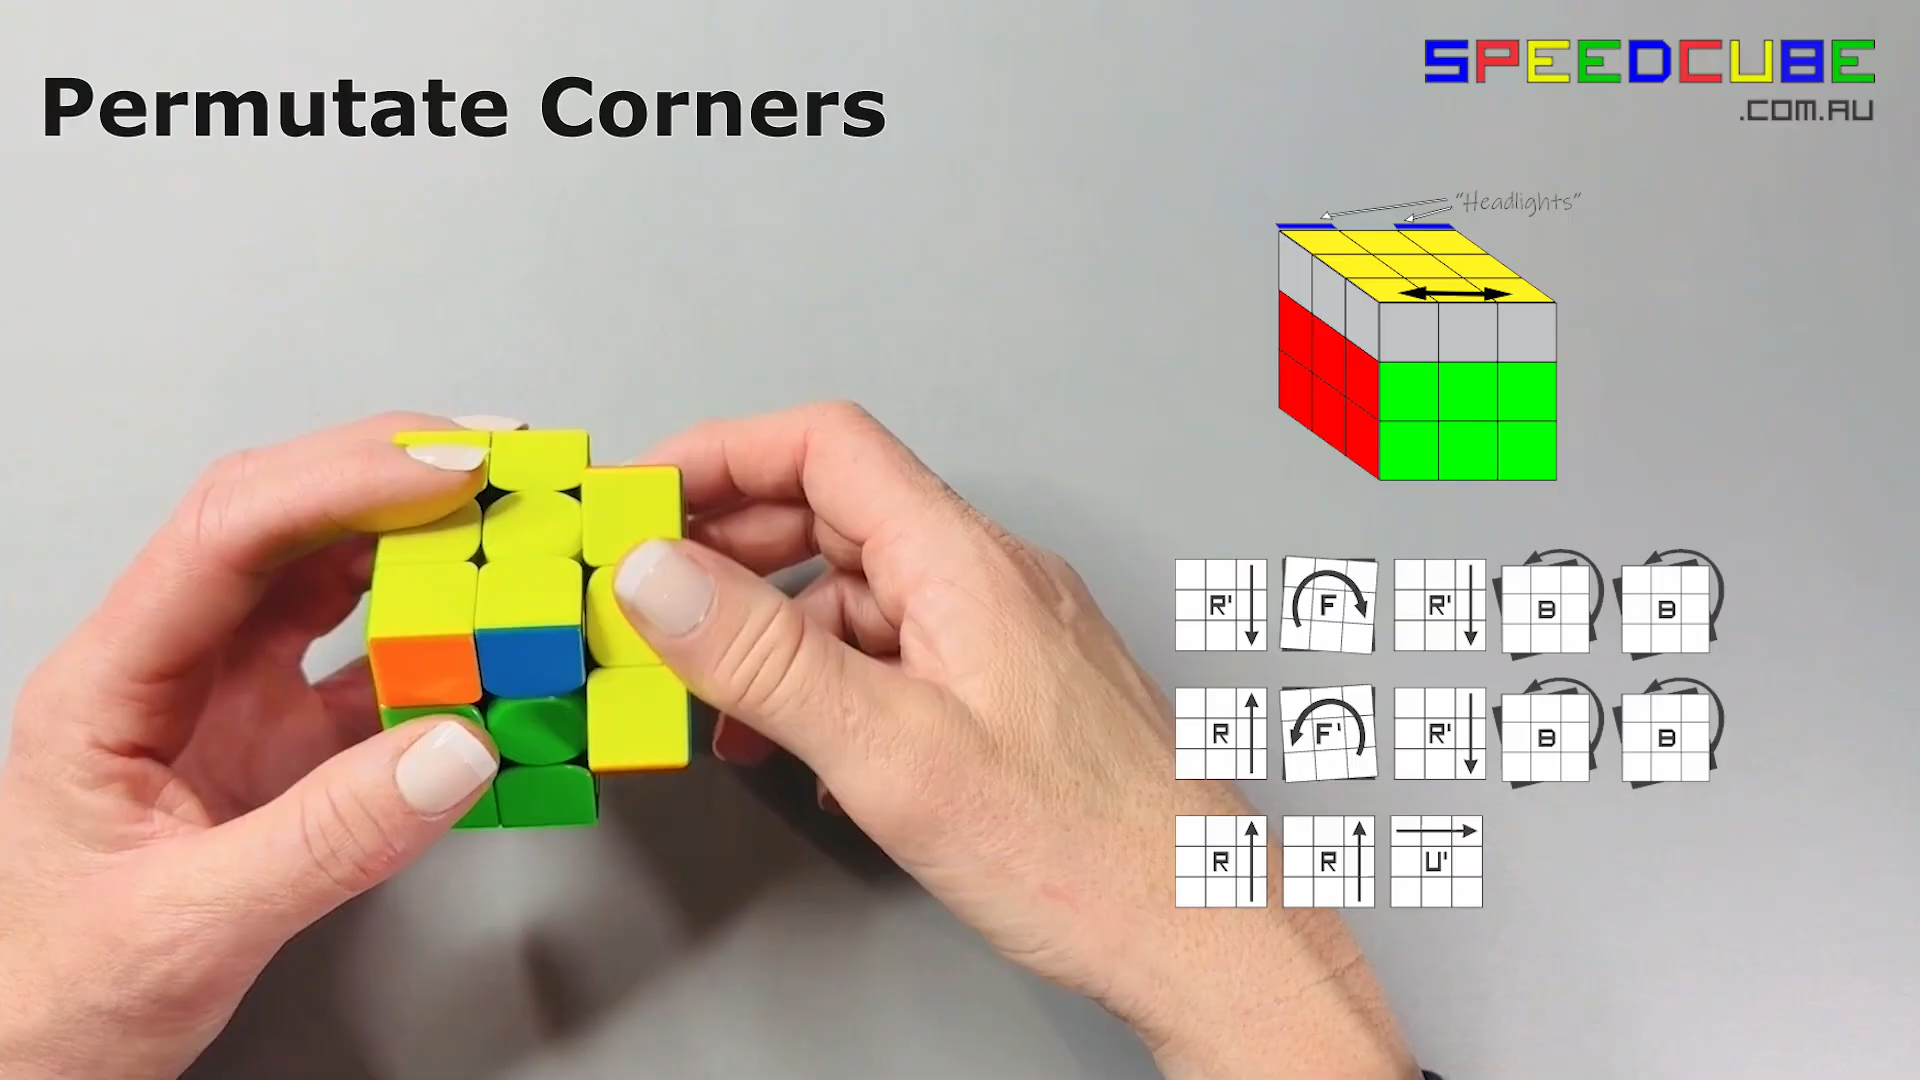 Permutate Corners
SPEEDCUBE
.COM.AU
"Headlights"
R' F R' B B
R F' R' B B
R R U'